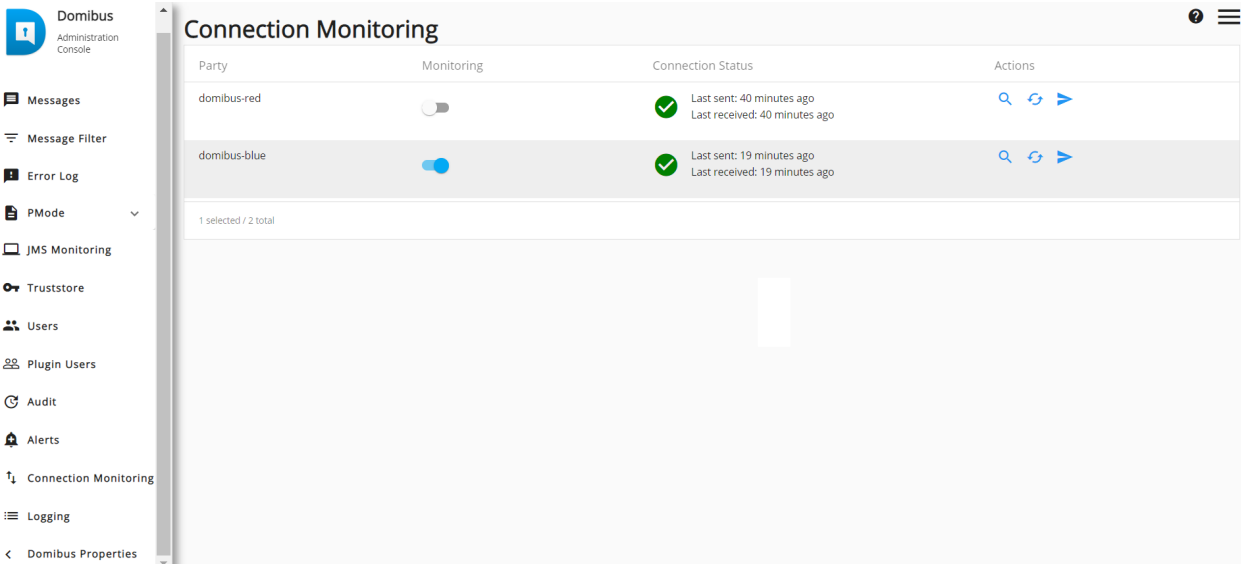 Domibus
Administration
Console
Messages
Message Filter
Error Log
PMode
JMS Monitoring
Truststore
Users
Plugin Users
Audit
Alerts
Connection Monitoring
Logging
Domibus Properties
Connection Monitoring
Party Monitoring Connection Status Actions
domibus-red Last sent: 40 minutes ago
Last received: 40 minutes ago
domibus-blue Last sent: 19 minutes ago
Last received: 19 minutes ago
1 selected / 2 total